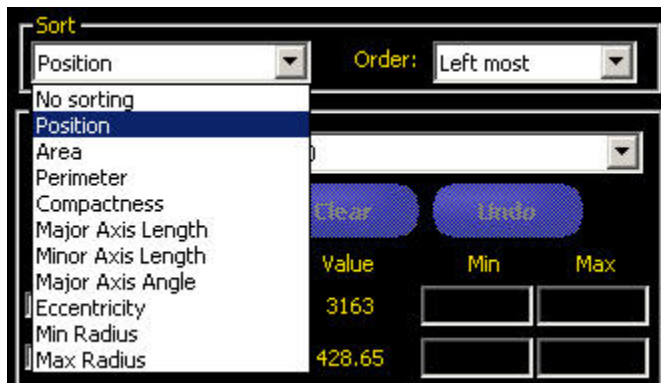 Sort
Position Order: Left most
No sorting
Position
Area
Perimeter
Compactness
Clear Undo
Major Axis Length
Minor Axis Length
Value Min Max
Major Axis Angle
Eccentricity
3163
Min Radius
Max Radius
428.65